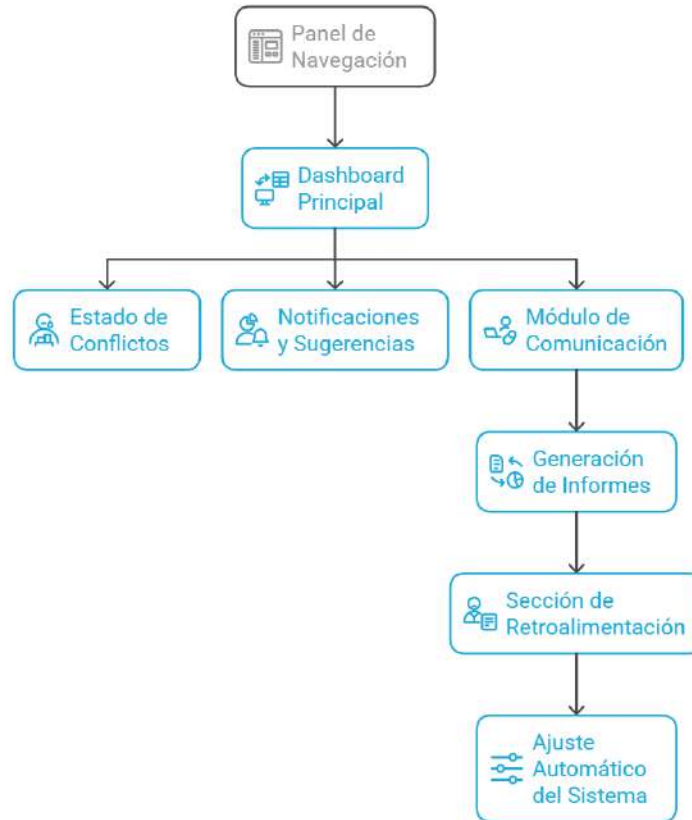 Panel de
Navegación
Dashboard
Principal
Estado de
Conflictos
Notificaciones
y Sugerencias
Módulo de
Comunicación
Generación
de Informes
Sección de
Retroalimentación
Ajuste
Automático
del Sistema